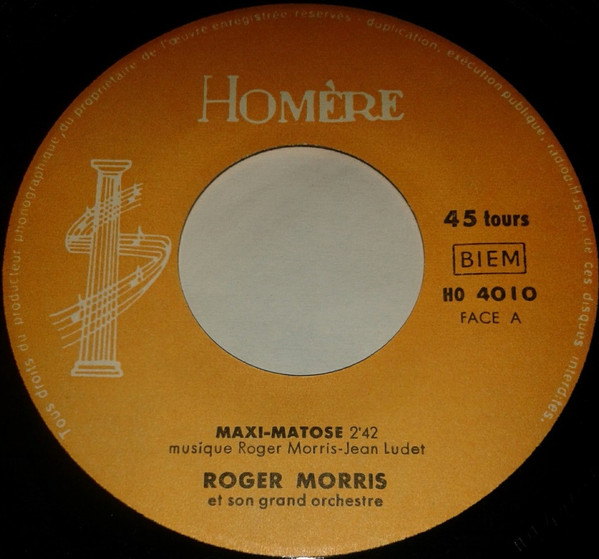 Tous droits du producteur phonographique, du propriétaire de l'œuvre enregistrée réservés - duplication, exécution publique, radiodiffusion de ces disques interdites.
HOMÈRE
45 tours
BIEM
HO 4010
FACE A
MAXI-MATOSE 2'42
musique Roger Morris-Jean Ludet
ROGER MORRIS
et son grand orchestre